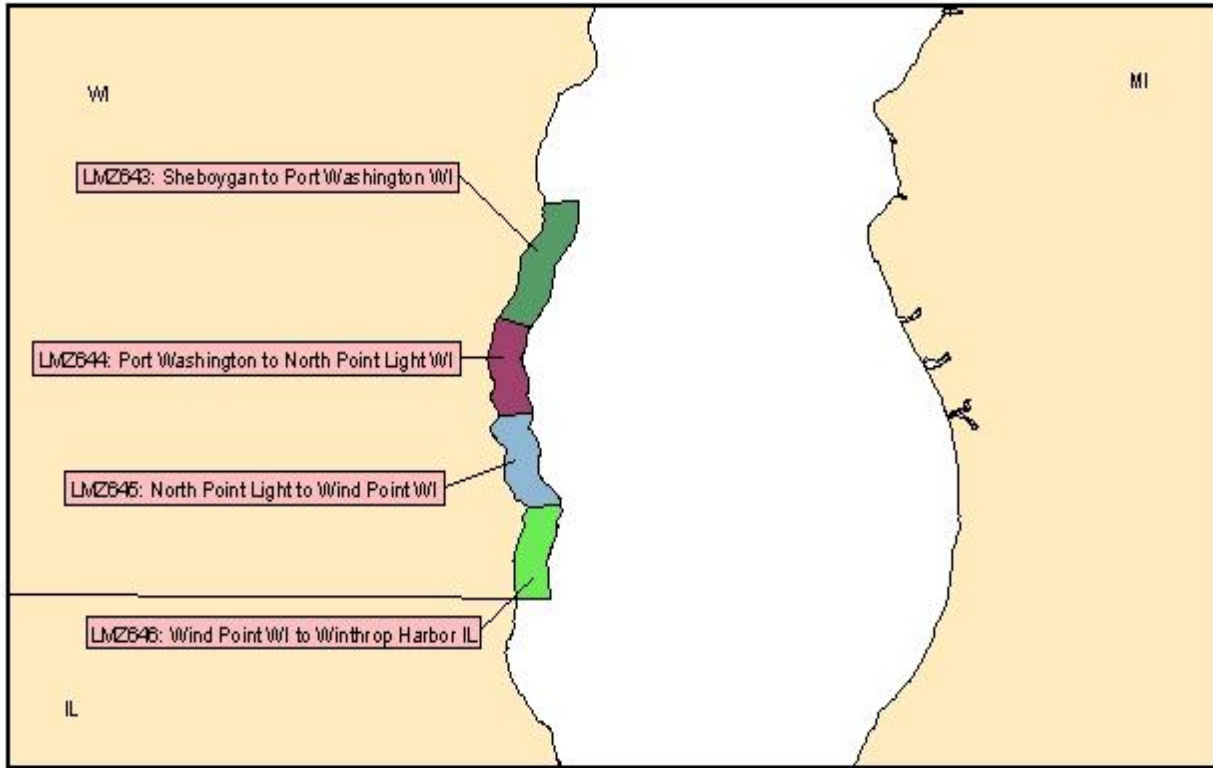 WI
MI
LMZ643: Sheboygan to Port Washington WI
LMZ644: Port Washington to North Point Light WI
LMZ645: North Point Light to Wind Point WI
LMZ646: Wind Point WI to Winthrop Harbor IL
IL